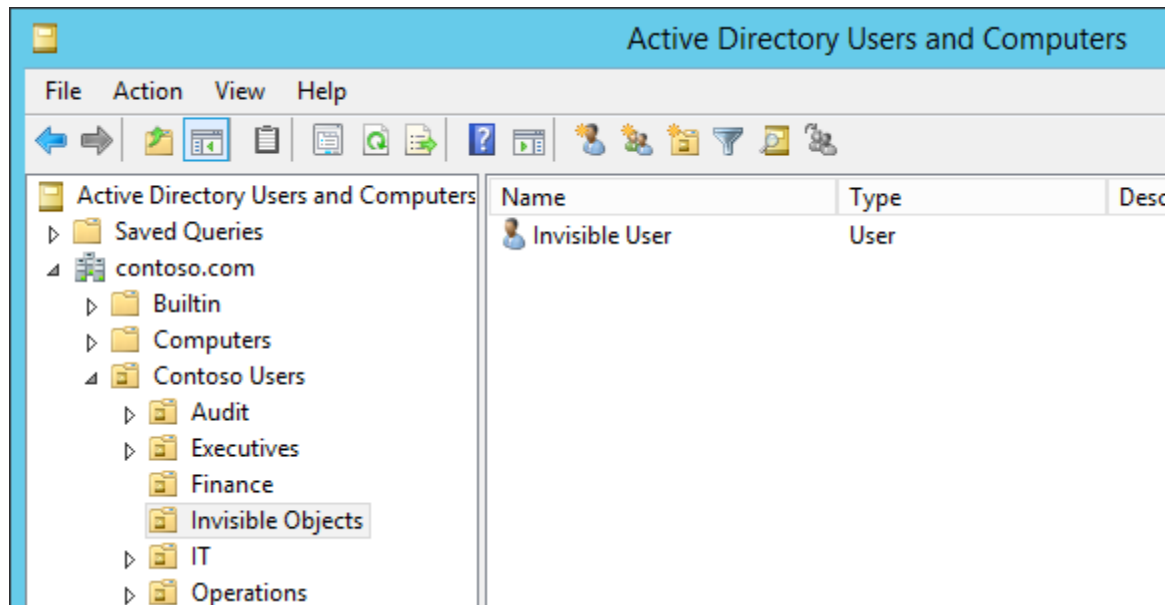 Active Directory Users and Computers
File Action View Help
Active Directory Users and Computers
Name Type Desc
Saved Queries
Invisible User User
contoso.com
Builtin
Computers
Contoso Users
Audit
Executives
Finance
Invisible Objects
IT
Operations